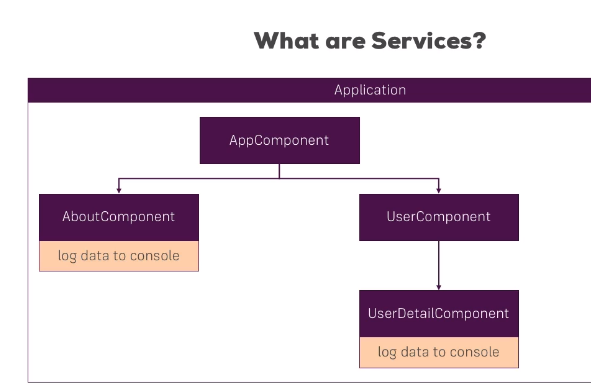 What are Services?
Application
AppComponent
AboutComponent
UserComponent
log data to console
UserDetailComponent
log data to console